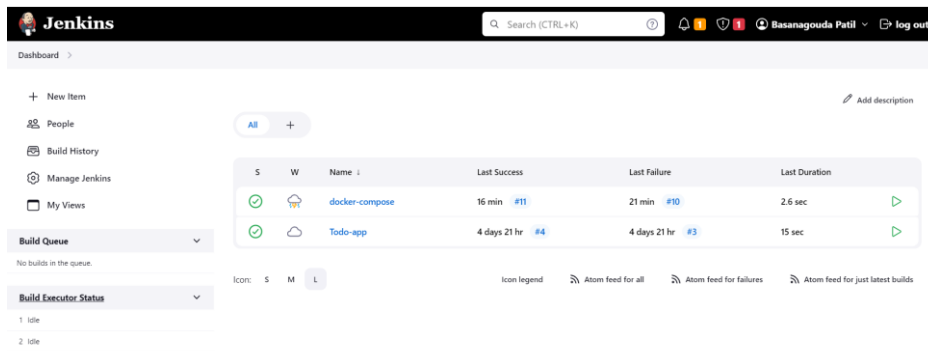 Jenkins
Search (CTRL+K)
1
1
Basanagouda Patil
log out
Dashboard
New Item
People
Build History
Manage Jenkins
My Views
Build Queue
No builds in the queue.
Build Executor Status
1 Idle
2 Idle
Add description
All +
S W Name ↓ Last Success Last Failure Last Duration
docker-compose 16 min #11 21 min #10 2.6 sec
Todo-app 4 days 21 hr #4 4 days 21 hr #3 15 sec
Icon: S M L
Icon legend
Atom feed for all
Atom feed for failures
Atom feed for just latest builds